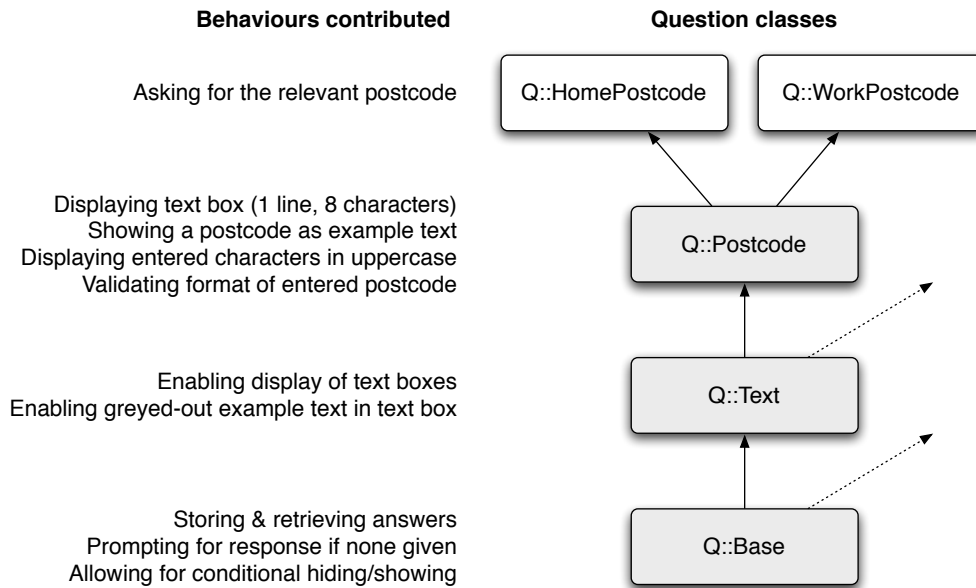 Behaviours contributed
Question classes
Asking for the relevant postcode
Q::HomePostcode
Q::WorkPostcode
Displaying text box (1 line, 8 characters)
Showing a postcode as example text
Displaying entered characters in uppercase
Validating format of entered postcode
Q::Postcode
Enabling display of text boxes
Enabling greyed-out example text in text box
Q::Text
Storing & retrieving answers
Prompting for response if none given
Allowing for conditional hiding/showing
Q::Base